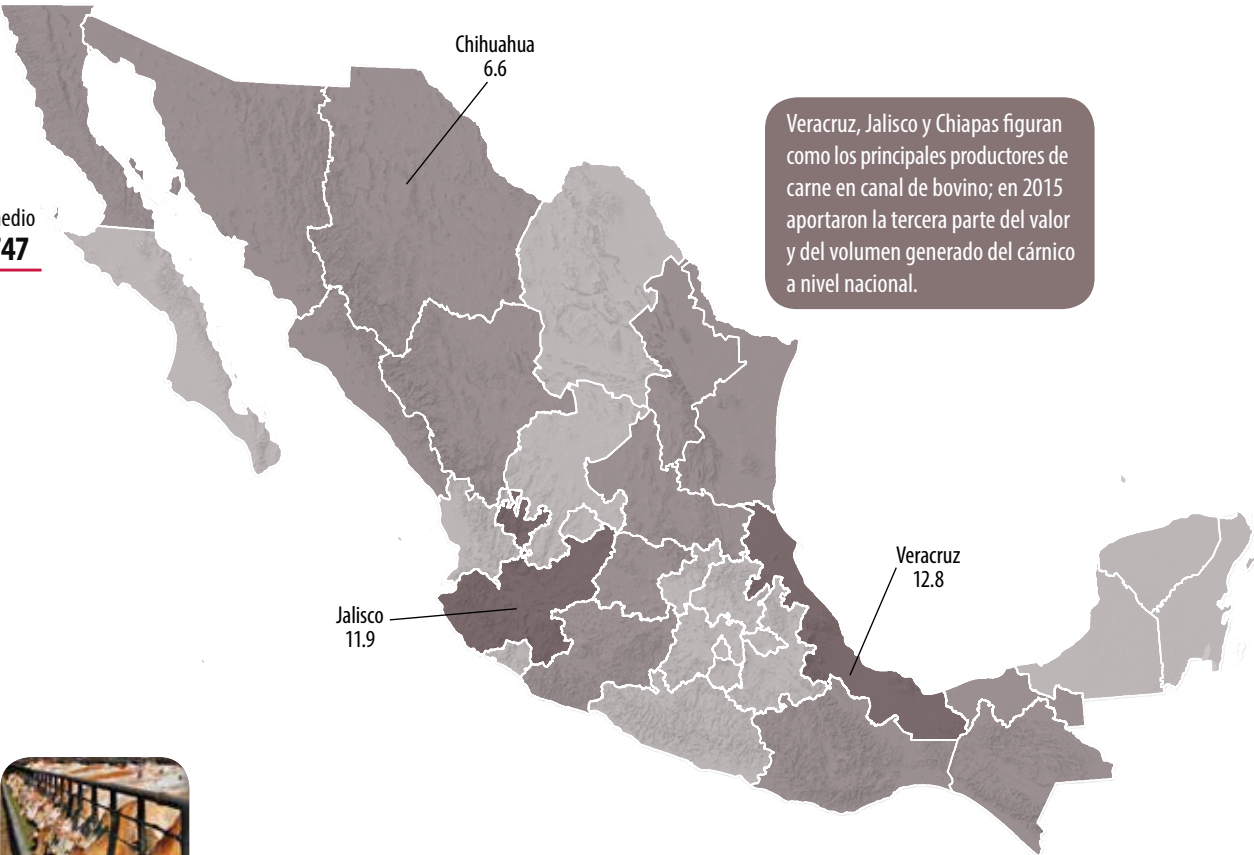 Chihuahua
6.6
Veracruz, Jalisco y Chiapas figuran
como los principales productores de
carne en canal de bovino; en 2015
aportaron la tercera parte del valor
y del volumen generado del cárnico
a nivel nacional.
edio
747
Veracruz
12.8
Jalisco
11.9